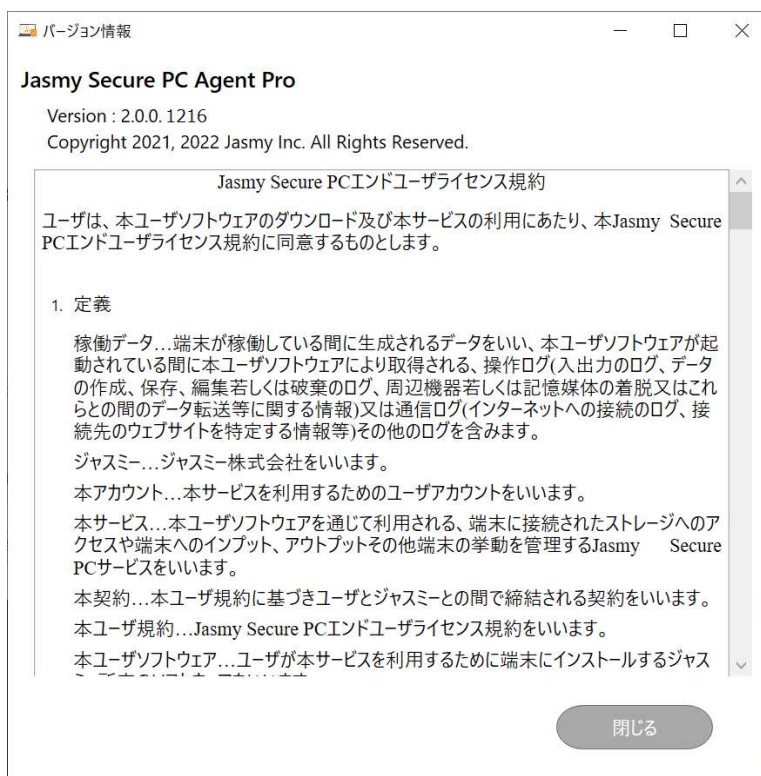 バージョン情報
Jasmy Secure PC Agent Pro
Version : 2.0.0.1216
Copyright 2021, 2022 Jasmy Inc. All Rights Reserved.
Jasmy Secure PCエンドユーザライセンス規約
ユーザは、本ユーザソフトウェアのダウンロード及び本サービスの利用にあたり、本Jasmy Secure
PCエンドユーザライセンス規約に同意するものとします。
1. 定義
稼働データ…端末が稼働している間に生成されるデータをいい、本ユーザソフトウェアが起
動されている間に本ユーザソフトウェアにより取得される、操作ログ(入出力のログ、データ
の作成、保存、編集若しくは破棄のログ、周辺機器若しくは記憶媒体の着脱又はこれ
らとの間のデータ転送等に関する情報)又は通信ログ(インターネットへの接続のログ、接
続先のウェブサイトを特定する情報等)その他のログを含みます。
ジャスミー…ジャスミー株式会社をいいます。
本アカウント…本サービスを利用するためのユーザアカウントをいいます。
本サービス…本ユーザソフトウェアを通じて利用される、端末に接続されたストレージへのア
クセスや端末へのインプット、アウトプットその他端末の挙動を管理するJasmy Secure
PCサービスをいいます。
本契約…本ユーザ規約に基づきユーザとジャスミーとの間で締結される契約をいいます。
本ユーザ規約…Jasmy Secure PCエンドユーザライセンス規約をいいます。
本ユーザソフトウェア…ユーザが本サービスを利用するために端末にインストールするジャス
閉じる